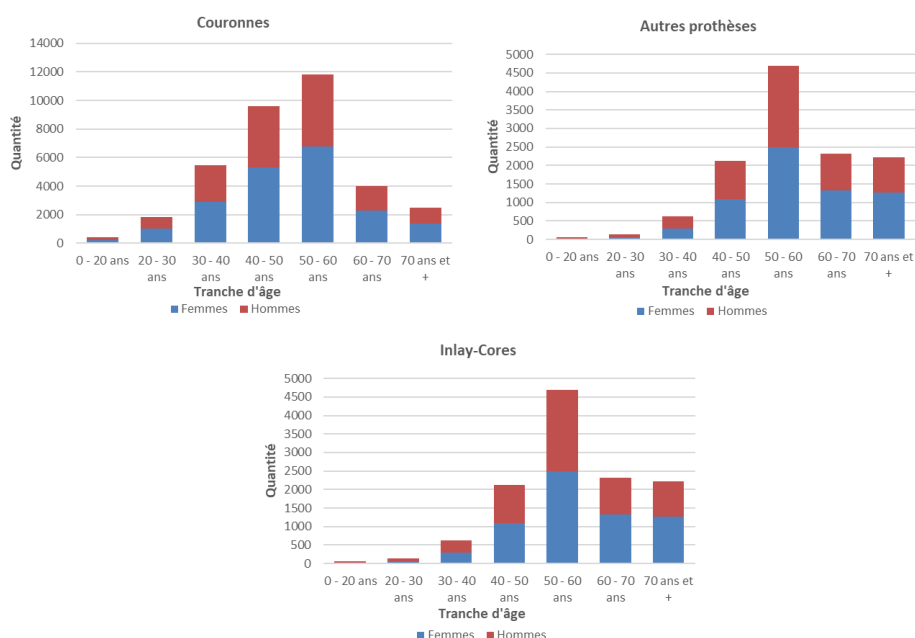 Couronnes
Quantité
14000
12000
10000
8000
6000
4000
2000
0
0 - 20 ans 20 - 30 30 - 40 40 - 50 50 - 60 60 - 70 70 ans et
ans ans ans ans ans +
Tranche d'âge
Femmes Hommes
Autres prothèses
Quantité
5000
4500
4000
3500
3000
2500
2000
1500
1000
500
0
0 - 20 ans 20 - 30 30 - 40 40 - 50 50 - 60 60 - 70 70 ans et
ans ans ans ans ans +
Tranche d'âge
Femmes Hommes
Inlay-Cores
Quantité
5000
4500
4000
3500
3000
2500
2000
1500
1000
500
0
0 - 20 ans 20 - 30 30 - 40 40 - 50 50 - 60 60 - 70 70 ans et
ans ans ans ans ans +
Tranche d'âge
Femmes Hommes